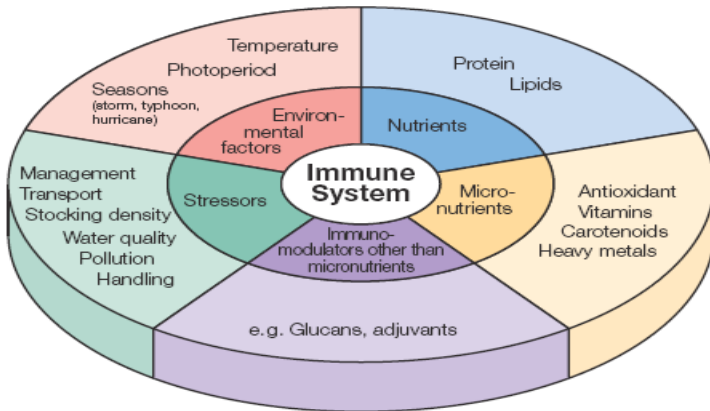 Temperature
Photoperiod
Seasons
(storm, typhoon,
hurricane)
Protein
Lipids
Environ-
mental
factors
Nutrients
Immune
System
Management
Transport
Stocking density
Water quality
Pollution
Handling
Stressors
Micro-
nutrients
Antioxidant
Vitamins
Carotenoids
Heavy metals
Immuno-
modulators other than
micronutrients
e.g. Glucans, adjuvants